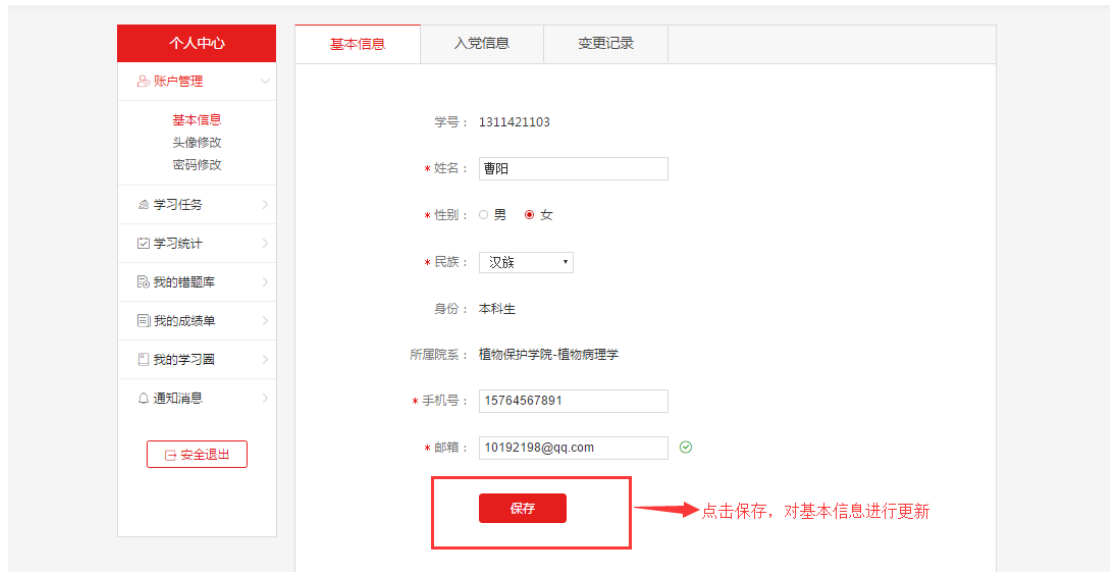 个人中心
账户管理
基本信息
头像修改
密码修改
学习任务
学习统计
我的错题库
我的成绩单
我的学习圈
通知消息
安全退出
基本信息 入党信息 变更记录
学号： 1311421103
* 姓名： 曹阳
* 性别： 男 女
* 民族： 汉族
身份： 本科生
所属院系： 植物保护学院-植物病理学
* 手机号： 15764567891
* 邮箱： 10192198@qq.com
保存
点击保存，对基本信息进行更新